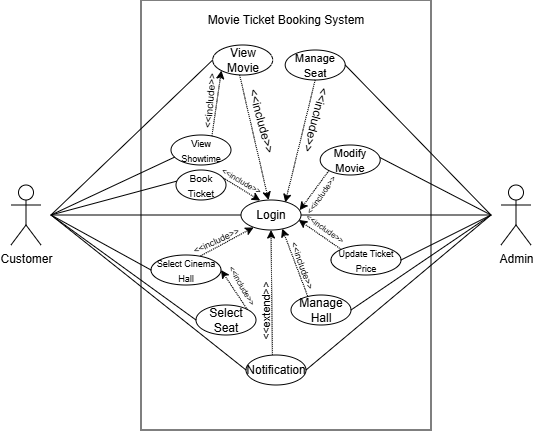 Movie Ticket Booking System
View
Movie
Manage
Seat
<<include>>
<<include>>
<<include>>
View
Showtime
Modify
Movie
Book
Ticket
<<include>>
<<include>>
Login
<<include>>
Customer
Admin
<<include>>
Select Cinema
Hall
Update Ticket
Price
<<include>>
<<include>>
Select
Seat
Manage
Hall
<<extend>>
Notification